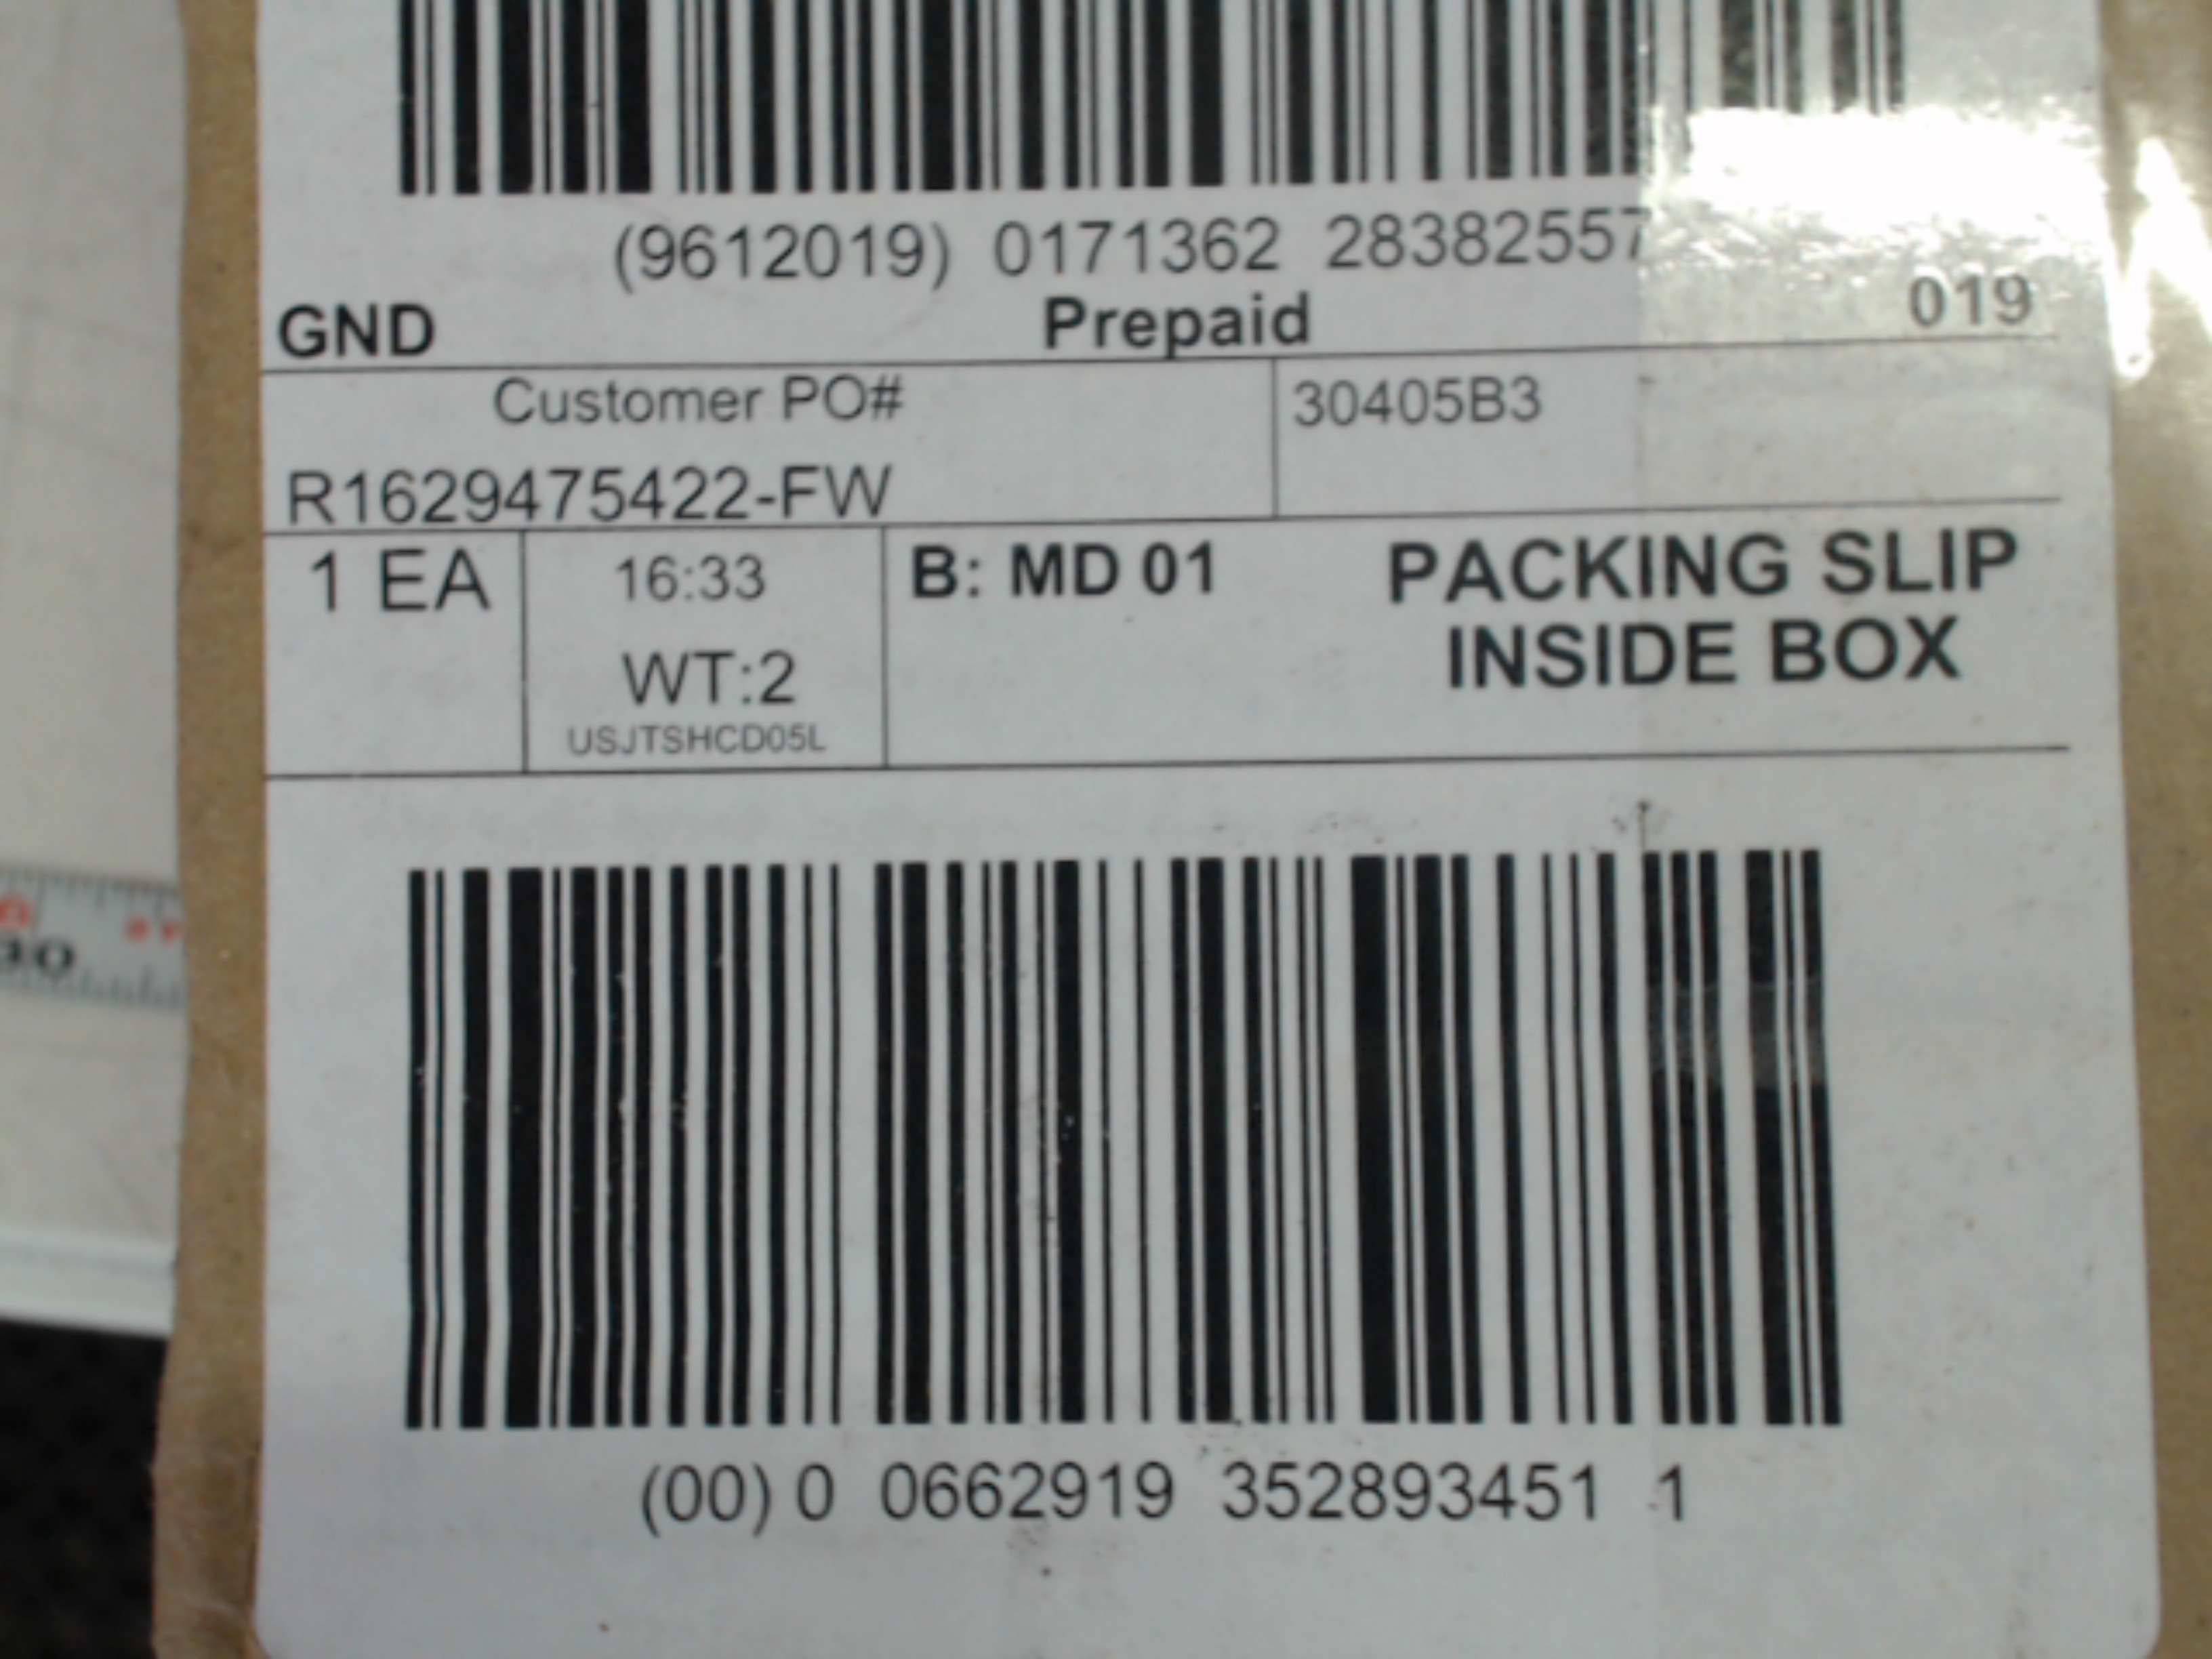 (9612019) 0171362 28382557
019
GND Prepaid
Customer PO# 30405B3
R1629475422-FW
1 EA 16:33 B: MD 01 PACKING SLIP
INSIDE BOX
WT:2
USJTSHCD05L
(00) 0 0662919 352893451 1